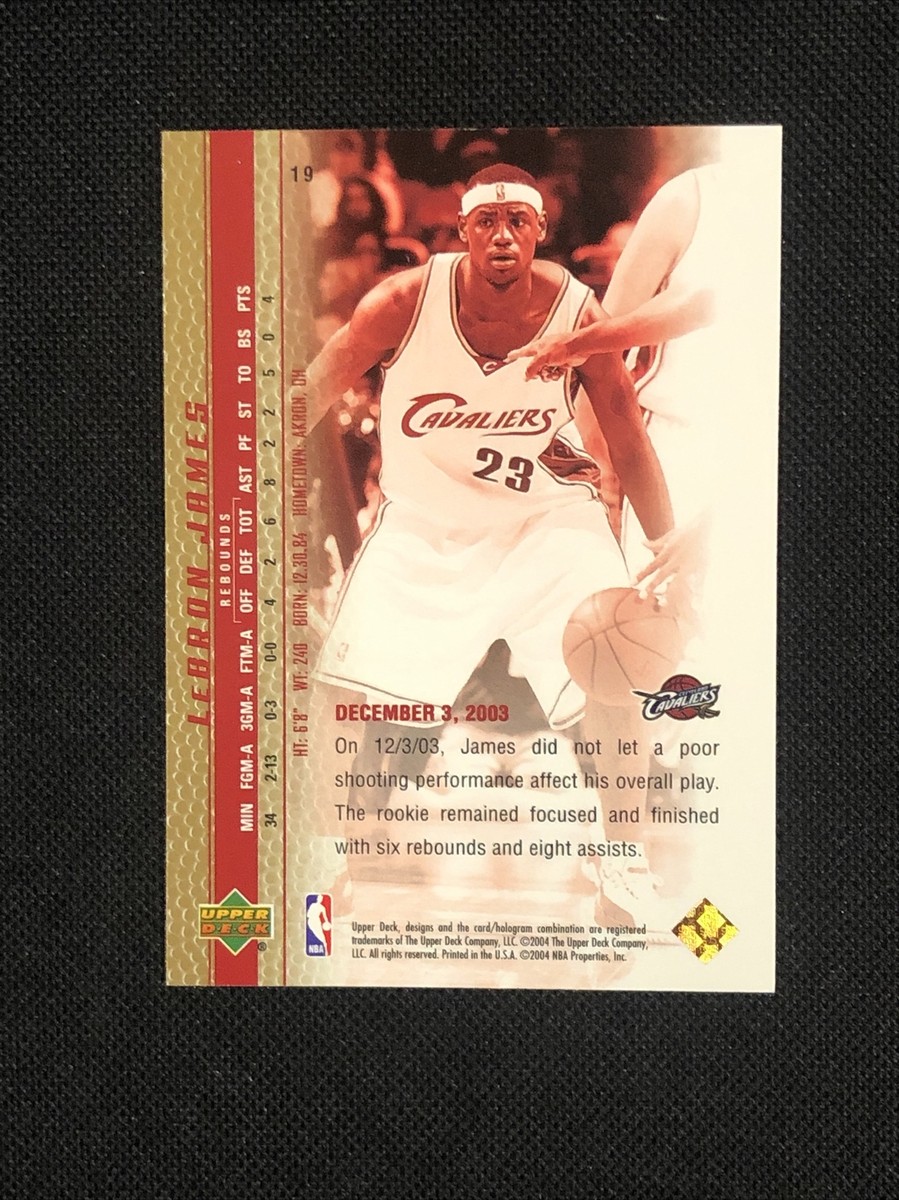 19
LEBRON JAMES
REBOUNDS
MIN FGM-A 3GM-A FTM-A OFF DEF TOT AST PF ST TO BS PTS
34 2-13 0-3 0-0 4 2 6 8 2 2 5 0 4
HT: 6'8" WT: 240 BORN: 12.30.84 HOMETOWN: AKRON, OH
C
CAVALIERS
23
CAVALIERS
DECEMBER 3, 2003
On 12/3/03, James did not let a poor
shooting performance affect his overall play.
The rookie remained focused and finished
with six rebounds and eight assists.
UPPER
DECK
®
NBA
Upper Deck, designs and the card/hologram combination are registered
trademarks of The Upper Deck Company, LLC. ©2004 The Upper Deck Company,
LLC. All rights reserved. Printed in the U.S.A. ©2004 NBA Properties, Inc.